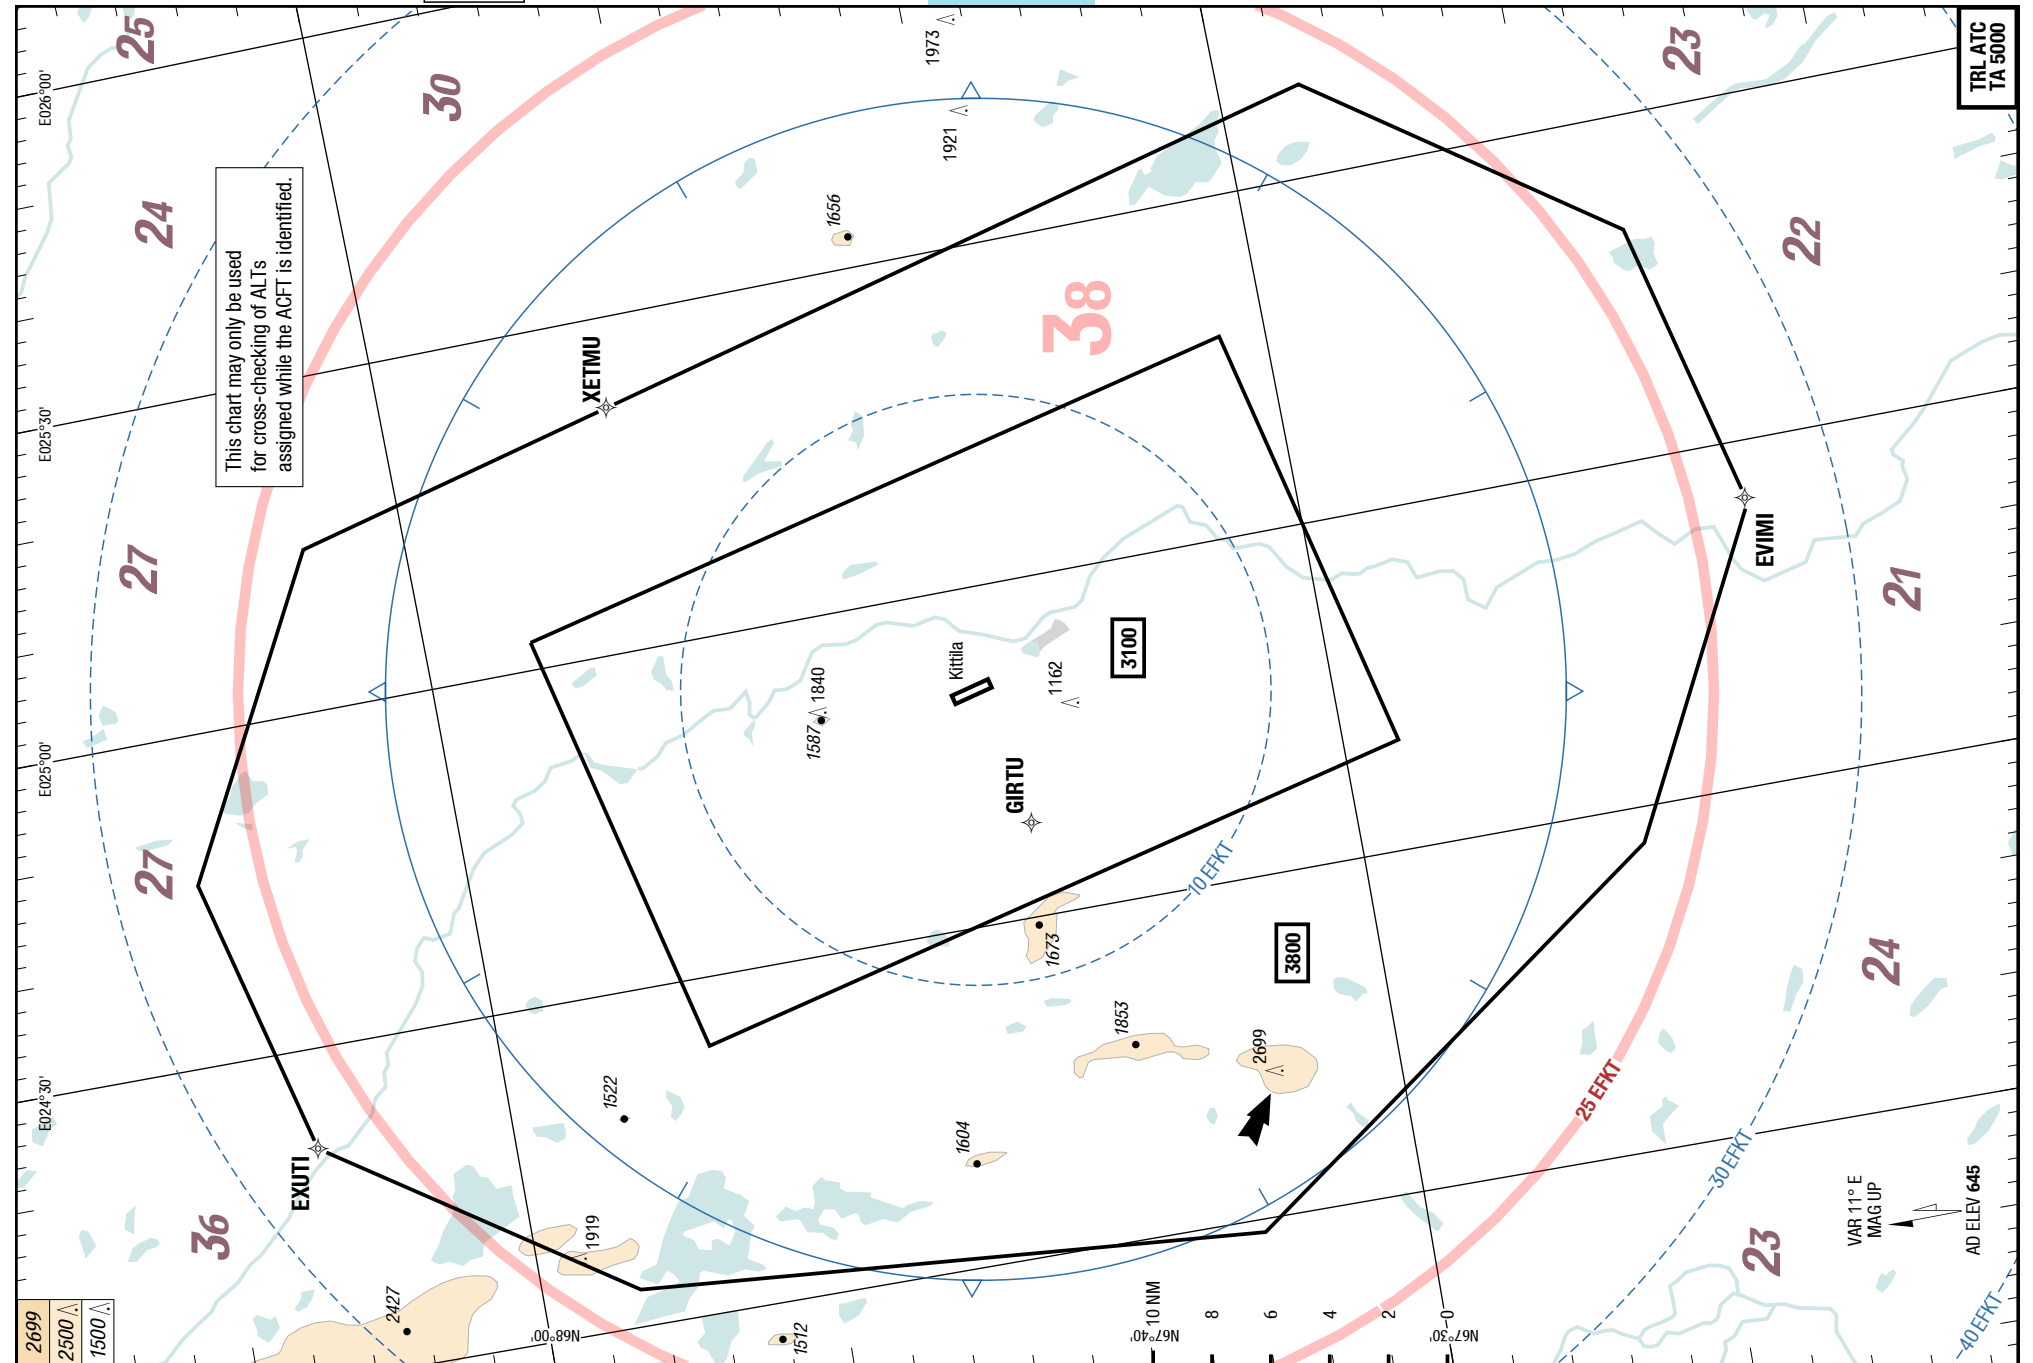 25
30
24
27
27
36
23
22
21
24
23
38
E026°00'
E025°30'
E025°00'
E024°30'
This chart may only be used
for cross-checking of ALTs
assigned while the ACFT is identified.
TRL ATC
TA 5000
1973
1921
1656
XETMU
EVIMI
EXUTI
GIRTU
Kittila
1840
1587
1162
3100
3800
10 EFKT
25 EFKT
30 EFKT
40 EFKT
1673
1853
2699
1522
1604
1919
2427
1512
N68°00'
N67°40'
N67°30'
10 NM
8
6
4
2
0
VAR 11° E
MAG UP
AD ELEV 645
2699
2500
1500